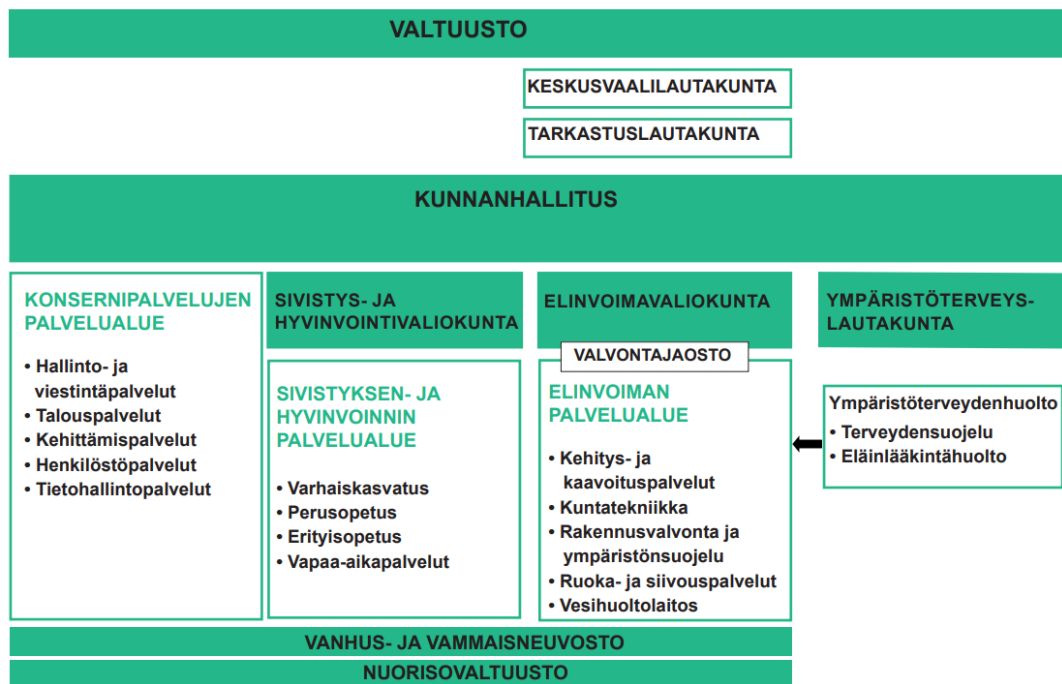 VALTUUSTO
KESKUSVAALILAUTAKUNTA
TARKASTUSLAUTAKUNTA
KUNNANHALLITUS
KONSERNIPALVELUJEN
PALVELUALUE
• Hallinto- ja
viestintäpalvelut
• Talouspalvelut
• Kehittämispalvelut
• Henkilöstöpalvelut
• Tietohallintopalvelut
SIVISTYS- JA
HYVINVOINTIVALIOKUNTA
SIVISTYKSEN- JA
HYVINVOINNIN
PALVELUALUE
• Varhaiskasvatus
• Perusopetus
• Erityisopetus
• Vapaa-aikapalvelut
ELINVOIMAVALIOKUNTA
VALVONTAJAOSTO
ELINVOIMAN
PALVELUALUE
• Kehitys- ja
kaavoituspalvelut
• Kuntatekniikka
• Rakennusvalvonta ja
ympäristönsuojelu
• Ruoka- ja siivouspalvelut
• Vesihuoltolaitos
YMPÄRISTÖTERVEYS-
LAUTAKUNTA
Ympäristöterveydenhuolto
• Terveydensuojelu
• Eläinlääkintähuolto
VANHUS- JA VAMMAISNEUVOSTO
NUORISOVALTUUSTO